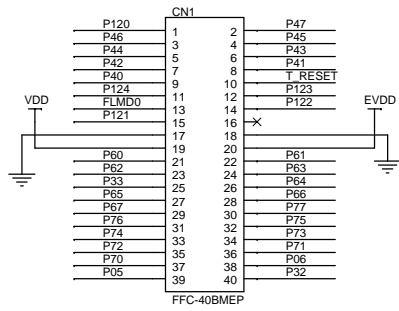 CN1
P120 1 2 P47
P46 3 4 P45
P44 5 6 P43
P42 7 8 P41
P40 9 10 T_RESET
P124 11 12 P123
VDD FLMD0 13 14 P122 EVDD
P121 15 16
17 18
19 20
P60 21 22 P61
P62 23 24 P63
P33 25 26 P64
P65 27 28 P66
P67 29 30 P77
P76 31 32 P75
P74 33 34 P73
P72 35 36 P71
P70 37 38 P06
P05 39 40 P32
FFC-40BMEP